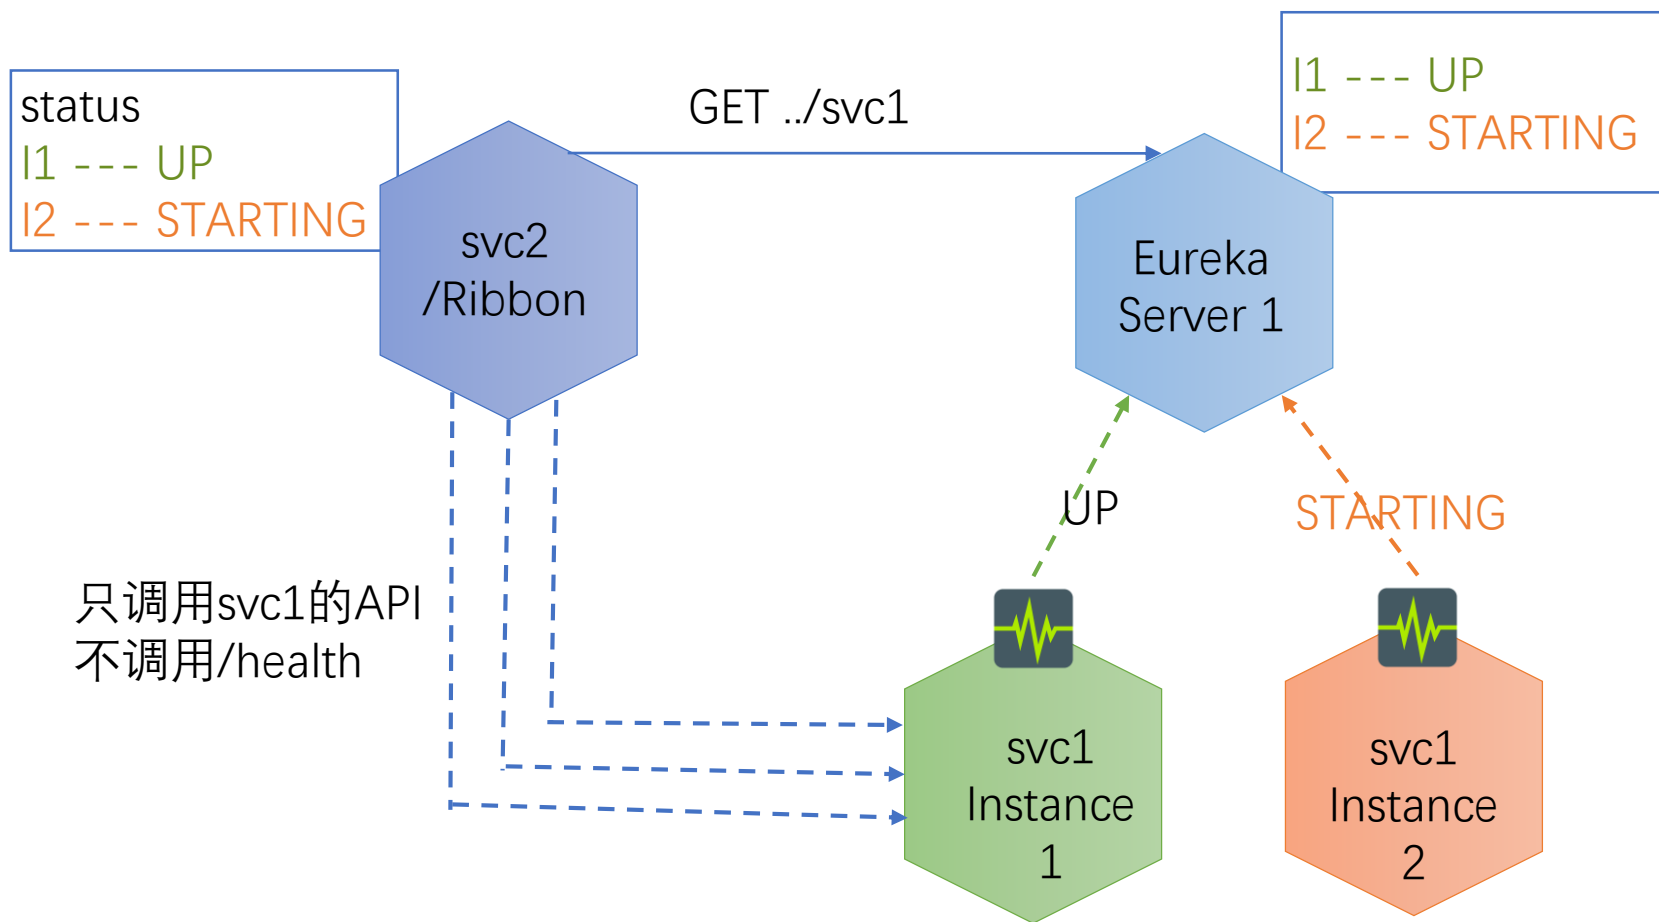 status
I1 --- UP
I2 --- STARTING
svc2
/Ribbon
GET ../svc1
I1 --- UP
I2 --- STARTING
Eureka
Server 1
UP
STARTING
只调用svc1的API
不调用/health
svc1
Instance
1
svc1
Instance
2